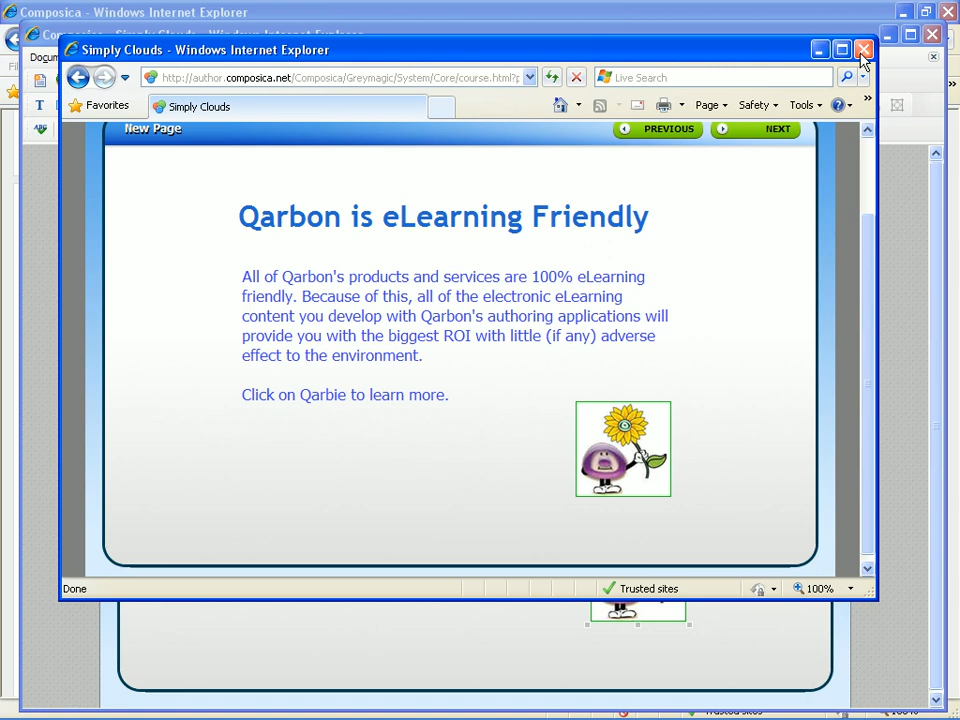 Composica - Windows Internet Explorer
Simply Clouds - Windows Internet Explorer
http://author.composica.net/Composica/Greymagic/System/Core/course.html?p
Live Search
Favorites
Simply Clouds
Page
Safety
Tools
»
New Page
PREVIOUS
NEXT
Qarbon is eLearning Friendly
All of Qarbon's products and services are 100% eLearning
friendly. Because of this, all of the electronic eLearning
content you develop with Qarbon's authoring applications will
provide you with the biggest ROI with little (if any) adverse
effect to the environment.
Click on Qarbie to learn more.
Done
Trusted sites
100%